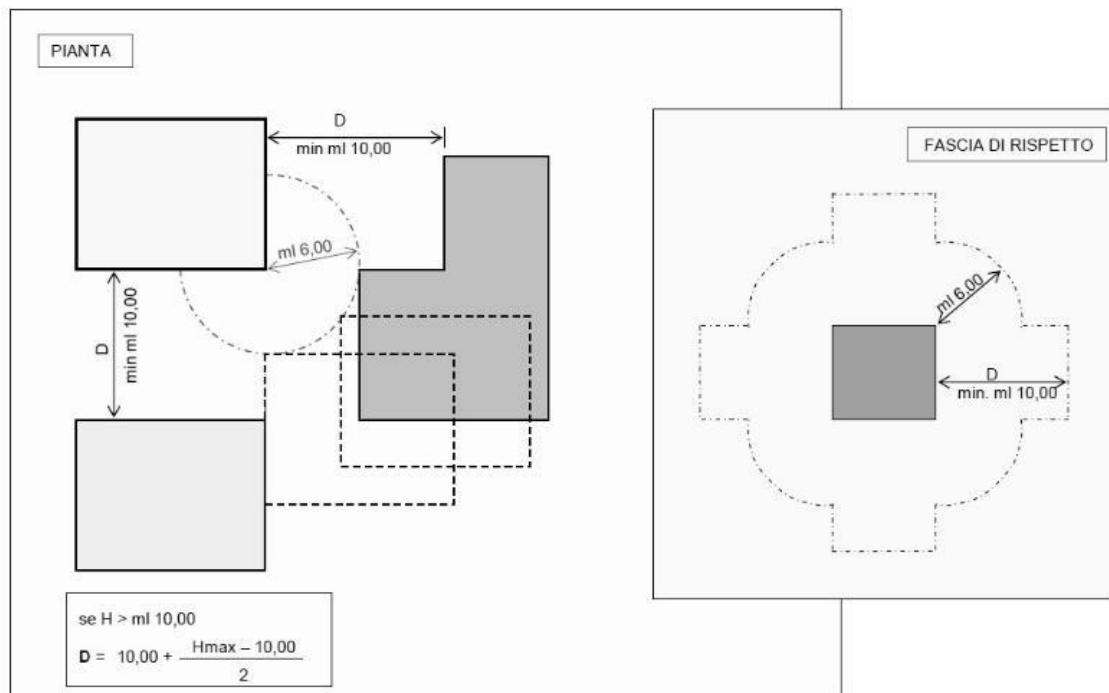 PIANTA
D
min ml 10,00
ml 6,00
D
min ml 10,00
se H > ml 10,00
D = 10,00 + Hmax – 10,00
2
FASCIA DI RISPETTO
ml 6,00
D
min. ml 10,00